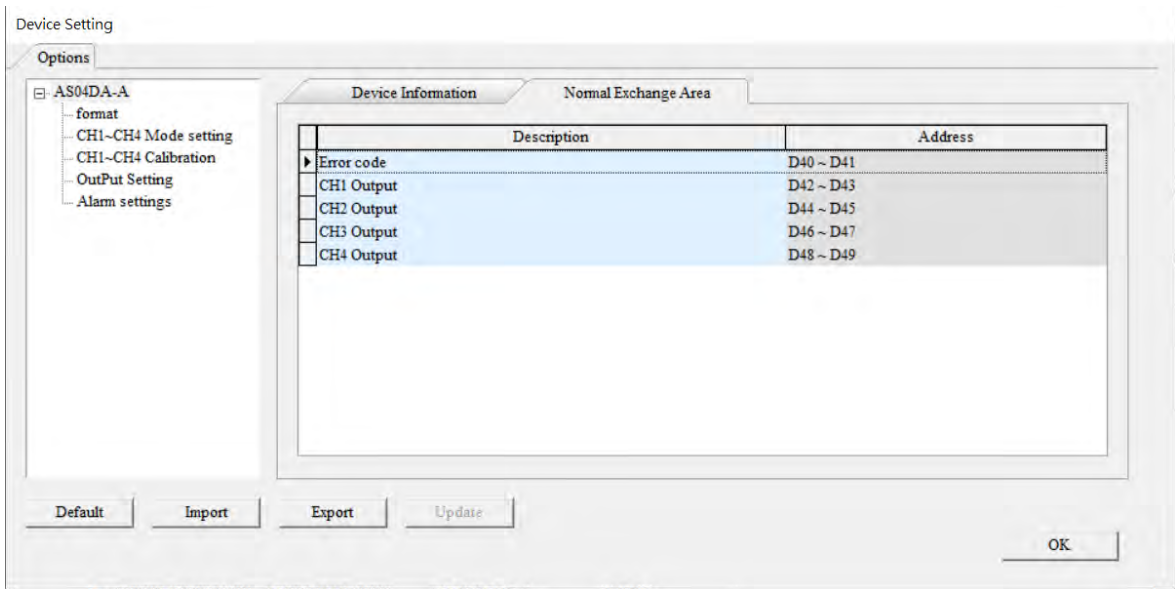 Device Setting
Options
AS04DA-A
format
CH1~CH4 Mode setting
CH1~CH4 Calibration
OutPut Setting
Alarm settings
Device Information
Normal Exchange Area
Description Address
Error code D40 ~ D41
CH1 Output D42 ~ D43
CH2 Output D44 ~ D45
CH3 Output D46 ~ D47
CH4 Output D48 ~ D49
Default Import Export Update
OK